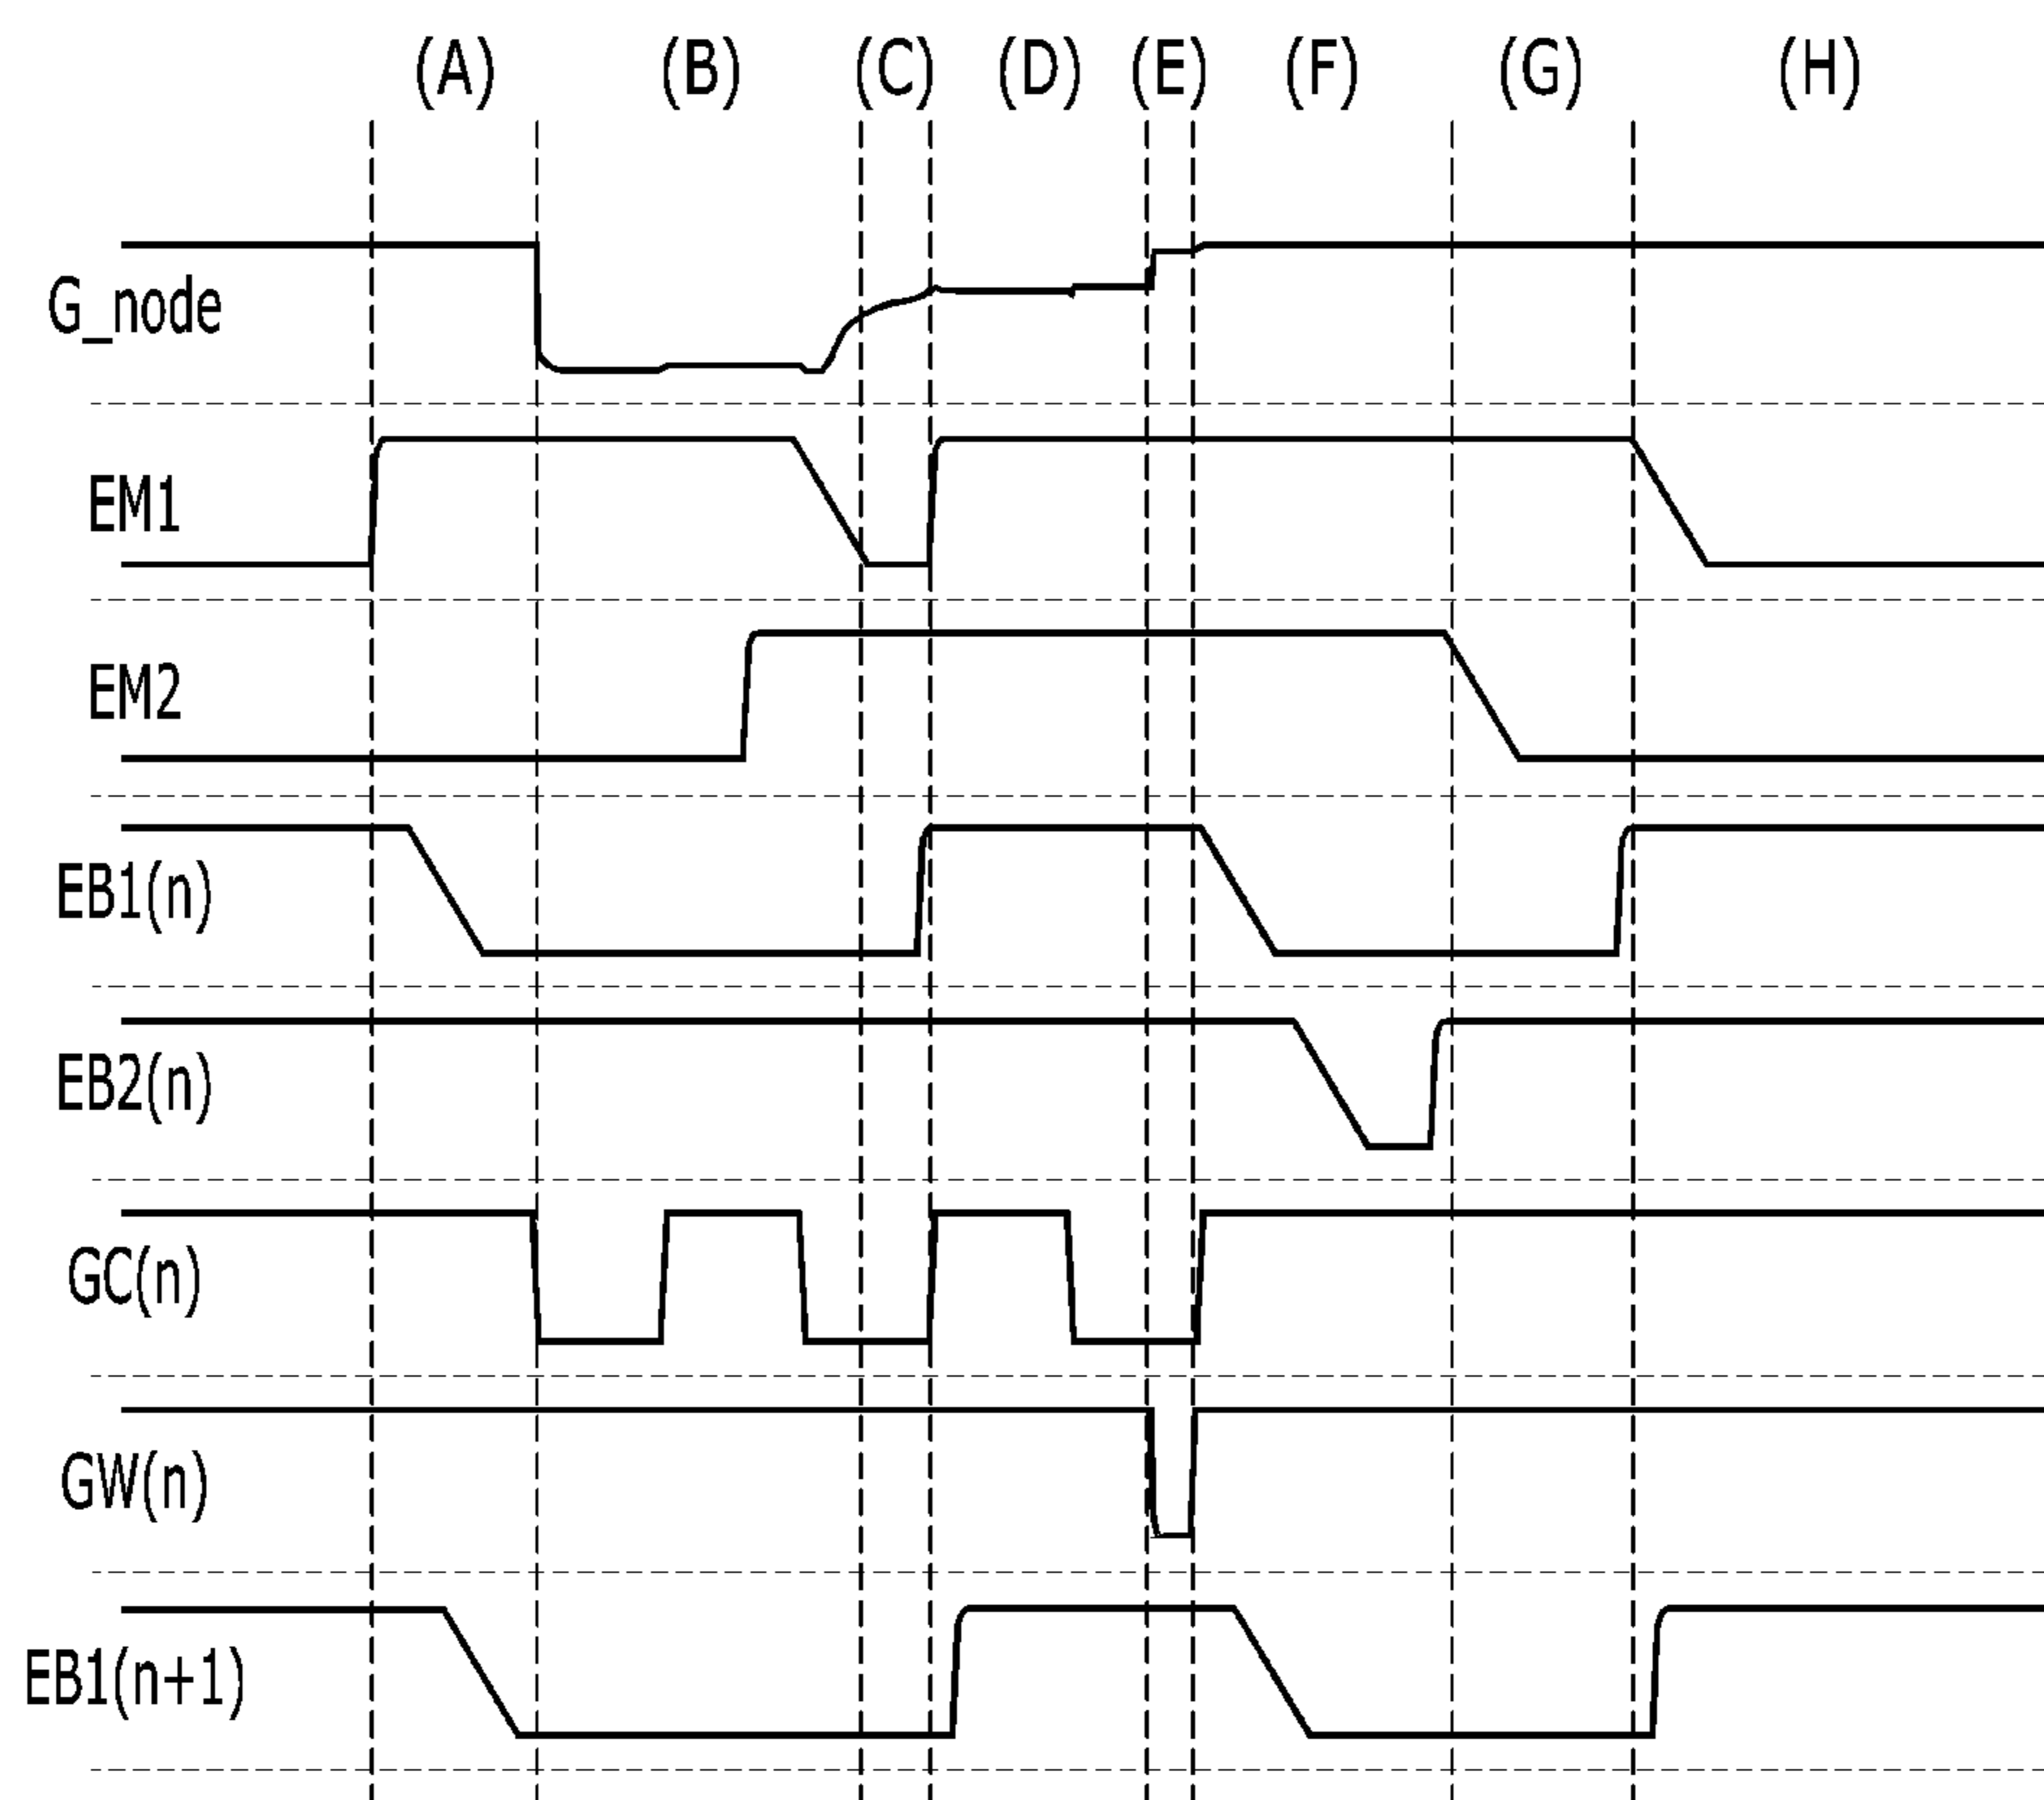 (A) (B) (C) (D) (E) (F) (G) (H)
G_node
EM1
EM2
EB1(n)
EB2(n)
GC(n)
GW(n)
EB1(n+1)